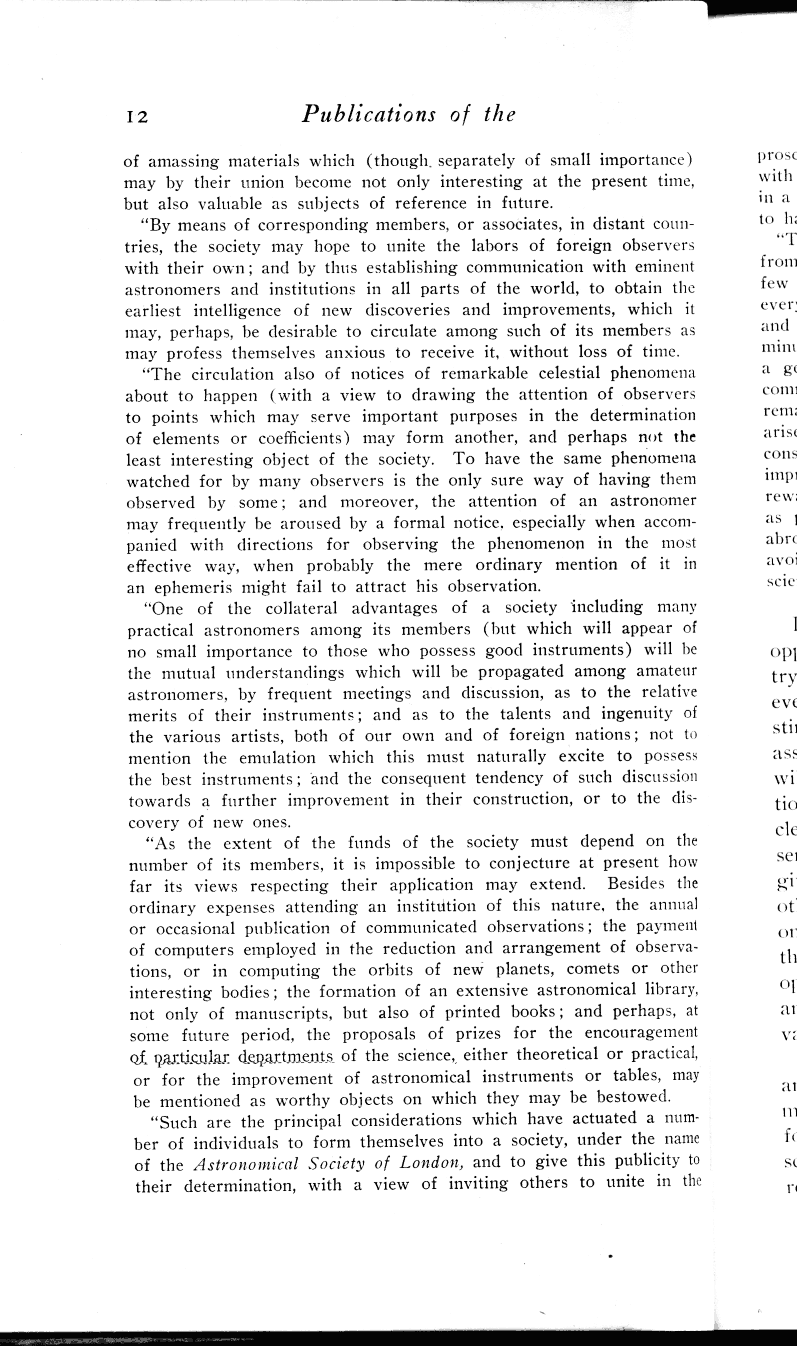 12 Publications of the
of amassing materials which (though separately of small importance)
may by their union become not only interesting at the present time,
but also valuable as subjects of reference in future.
“By means of corresponding members, or associates, in distant coun-
tries, the society may hope to unite the labors of foreign observers
with their own; and by thus establishing communication with eminent
astronomers and institutions in all parts of the world, to obtain the
earliest intelligence of new discoveries and improvements, which it
may, perhaps, be desirable to circulate among such of its members as
may profess themselves anxious to receive it, without loss of time.
“The circulation also of notices of remarkable celestial phenomena
about to happen (with a view to drawing the attention of observers
to points which may serve important purposes in the determination
of elements or coefficients) may form another, and perhaps not the
least interesting object of the society. To have the same phenomena
watched for by many observers is the only sure way of having them
observed by some; and moreover, the attention of an astronomer
may frequently be aroused by a formal notice, especially when accom-
panied with directions for observing the phenomenon in the most
effective way, when probably the mere ordinary mention of it in
an ephemeris might fail to attract his observation.
“One of the collateral advantages of a society including many
practical astronomers among its members (but which will appear of
no small importance to those who possess good instruments) will be
the mutual understandings which will be propagated among amateur
astronomers, by frequent meetings and discussion, as to the relative
merits of their instruments; and as to the talents and ingenuity of
the various artists, both of our own and of foreign nations; not to
mention the emulation which this must naturally excite to possess
the best instruments; and the consequent tendency of such discussion
towards a further improvement in their construction, or to the dis-
covery of new ones.
“As the extent of the funds of the society must depend on the
number of its members, it is impossible to conjecture at present how
far its views respecting their application may extend. Besides the
ordinary expenses attending an institution of this nature, the annual
or occasional publication of communicated observations; the payment
of computers employed in the reduction and arrangement of observa-
tions, or in computing the orbits of new planets, comets or other
interesting bodies; the formation of an extensive astronomical library,
not only of manuscripts, but also of printed books; and perhaps, at
some future period, the proposals of prizes for the encouragement
of particular departments of the science, either theoretical or practical,
or for the improvement of astronomical instruments or tables, may
be mentioned as worthy objects on which they may be bestowed.
“Such are the principal considerations which have actuated a num-
ber of individuals to form themselves into a society, under the name
of the Astronomical Society of London, and to give this publicity to
their determination, with a view of inviting others to unite in the
with
in a
from
few
and
try